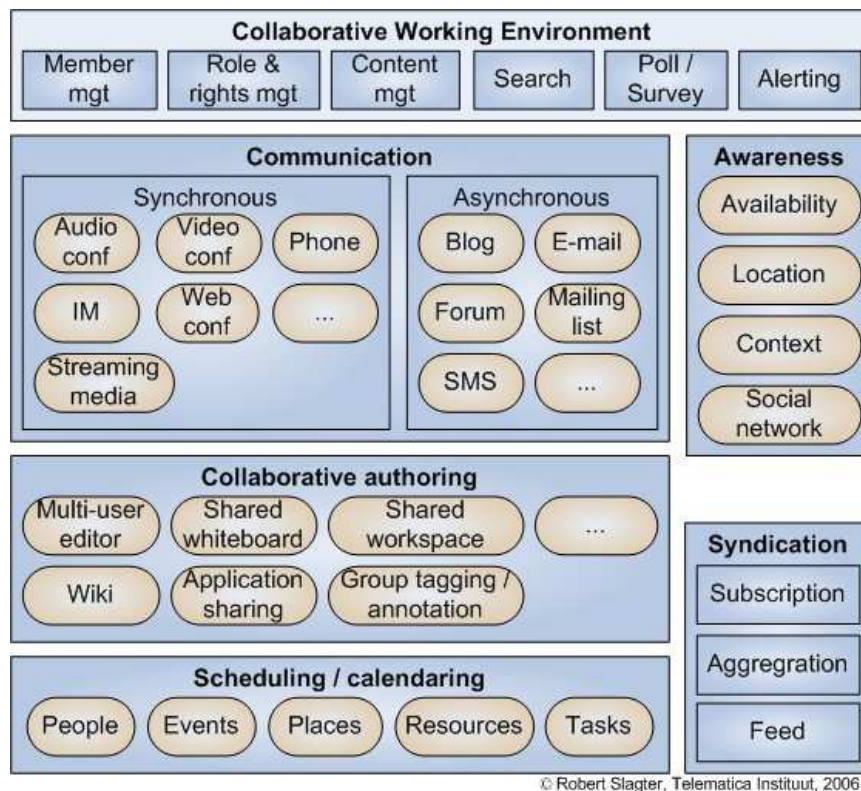 Collaborative Working Environment
Member
mgt
Role &
rights mgt
Content
mgt
Search
Poll /
Survey
Alerting
Communication
Synchronous
Audio
conf
Video
conf
Phone
IM
Web
conf
...
Streaming
media
Asynchronous
Blog
E-mail
Forum
Mailing
list
SMS
...
Awareness
Availability
Location
Context
Social
network
Collaborative authoring
Multi-user
editor
Shared
whiteboard
Shared
workspace
...
Wiki
Application
sharing
Group tagging /
annotation
Syndication
Subscription
Aggregration
Feed
Scheduling / calendaring
People
Events
Places
Resources
Tasks
© Robert Slagter, Telematica Instituut, 2006